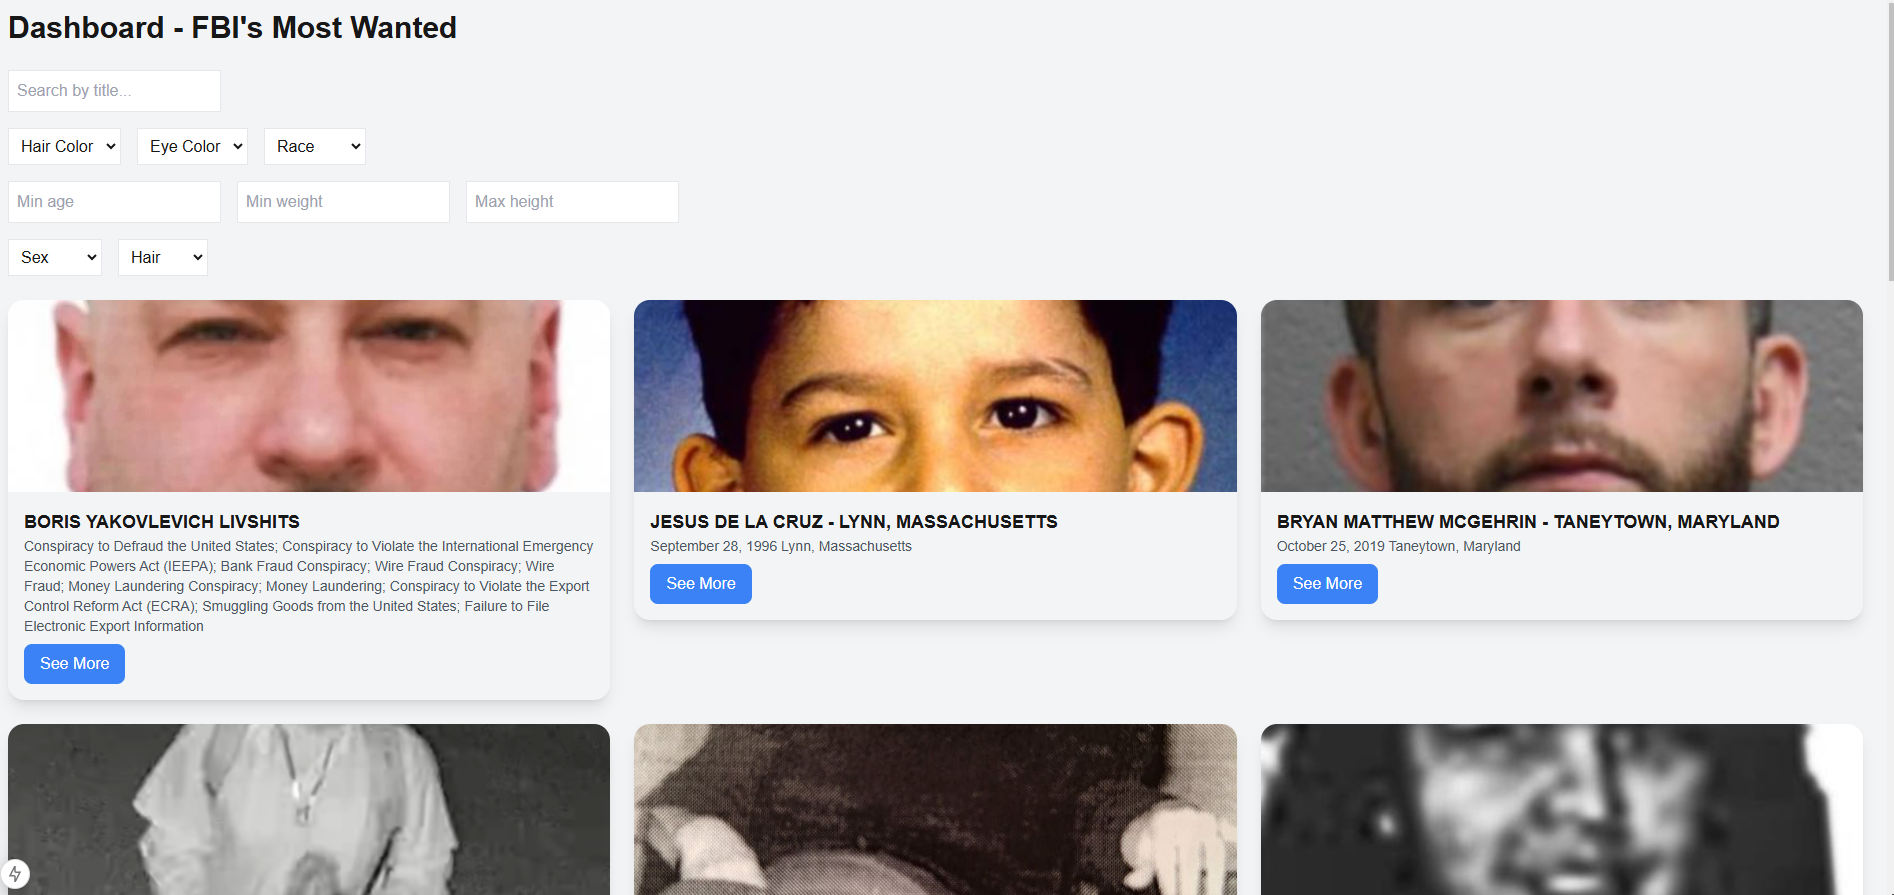 Dashboard - FBI's Most Wanted
Search by title...
Hair Color Eye Color Race
Min age Min weight Max height
Sex Hair
BORIS YAKOVLEVICH LIVSHITS
Conspiracy to Defraud the United States; Conspiracy to Violate the International Emergency
Economic Powers Act (IEEPA); Bank Fraud Conspiracy; Wire Fraud Conspiracy; Wire
Fraud; Money Laundering Conspiracy; Money Laundering; Conspiracy to Violate the Export
Control Reform Act (ECRA); Smuggling Goods from the United States; Failure to File
Electronic Export Information
See More
JESUS DE LA CRUZ - LYNN, MASSACHUSETTS
September 28, 1996 Lynn, Massachusetts
See More
BRYAN MATTHEW MCGEHRIN - TANEYTOWN, MARYLAND
October 25, 2019 Taneytown, Maryland
See More